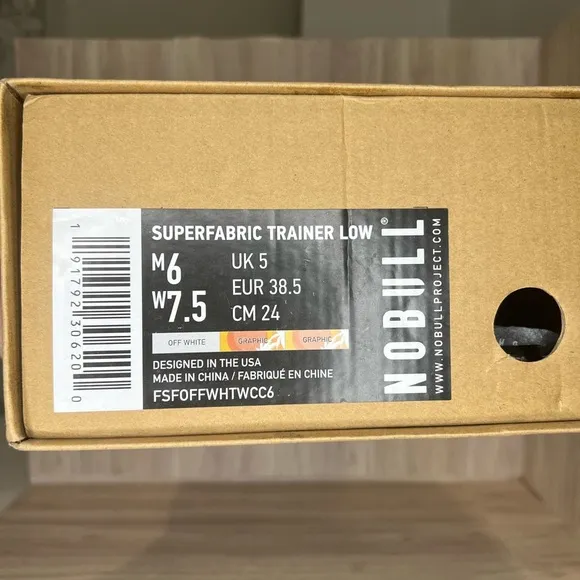 1 91792 30620 0
SUPERFABRIC TRAINER LOW
M6
W7.5
UK 5
EUR 38.5
CM 24
OFF WHITE
GRAPHIC
GRAPHIC
DESIGNED IN THE USA
MADE IN CHINA / FABRIQUÉ EN CHINE
FSFOFFWHTWCC6
NOBULL®
WWW.NOBULLPROJECT.COM